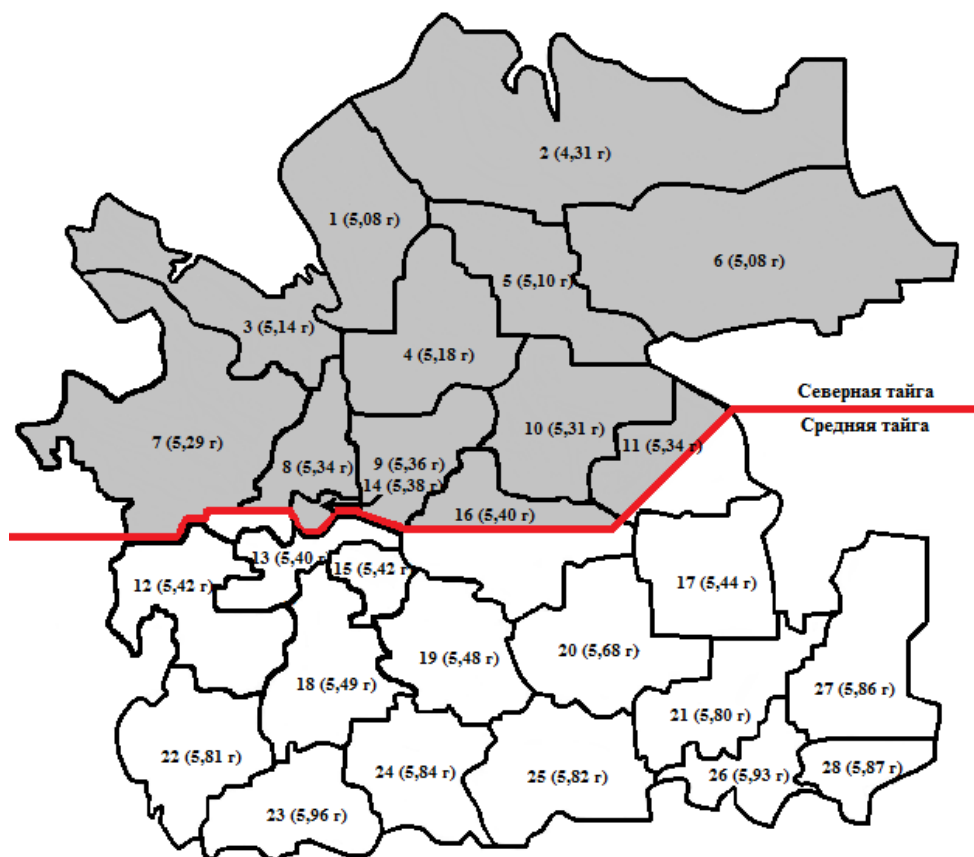 2 (4,31 г)
1 (5,08 г)
6 (5,08 г)
5 (5,10 г)
3 (5,14 г)
4 (5,18 г)
Северная тайга
Средняя тайга
7 (5,29 г)
10 (5,31 г)
11 (5,34 г)
8 (5,34 г)
9 (5,36 г)
14 (5,38 г)
16 (5,40 г)
13 (5,40 г)
15 (5,42 г)
12 (5,42 г)
17 (5,44 г)
20 (5,68 г)
19 (5,48 г)
18 (5,49 г)
27 (5,86 г)
21 (5,80 г)
22 (5,81 г)
24 (5,84 г)
25 (5,82 г)
26 (5,93 г)
28 (5,87 г)
23 (5,96 г)